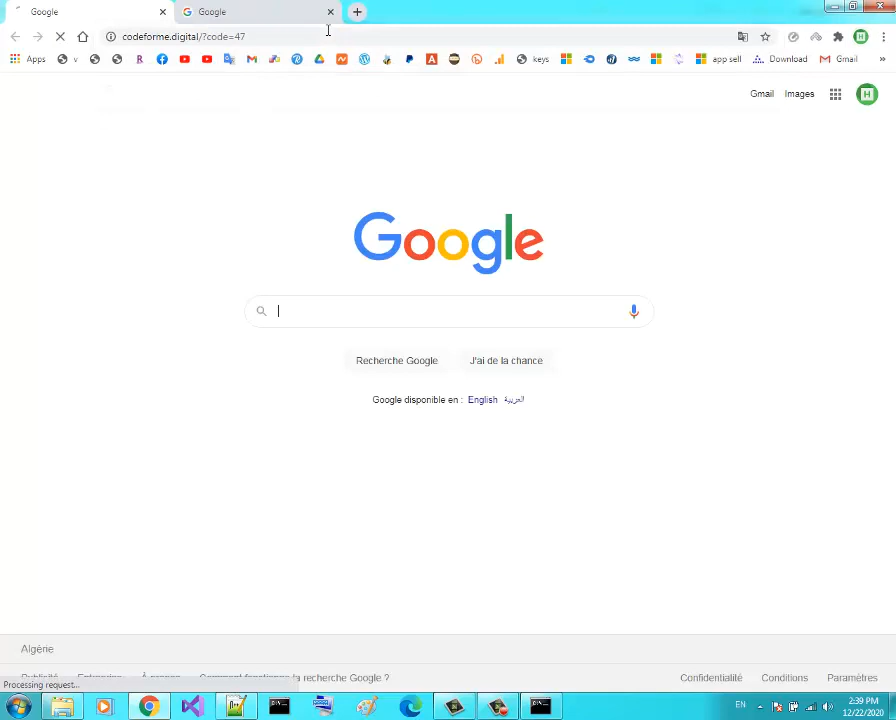 Google
Google
codeforme.digital/?code=47
Apps
keys
app sell
Download
Gmail
»
Gmail
Images
H
Google
Recherche Google
J'ai de la chance
Google disponible en : English العربية
Algérie
Comment fonctionne la recherche Google ?
Confidentialité
Conditions
Paramètres
Processing request...
EN
2:39 PM
12/22/2020